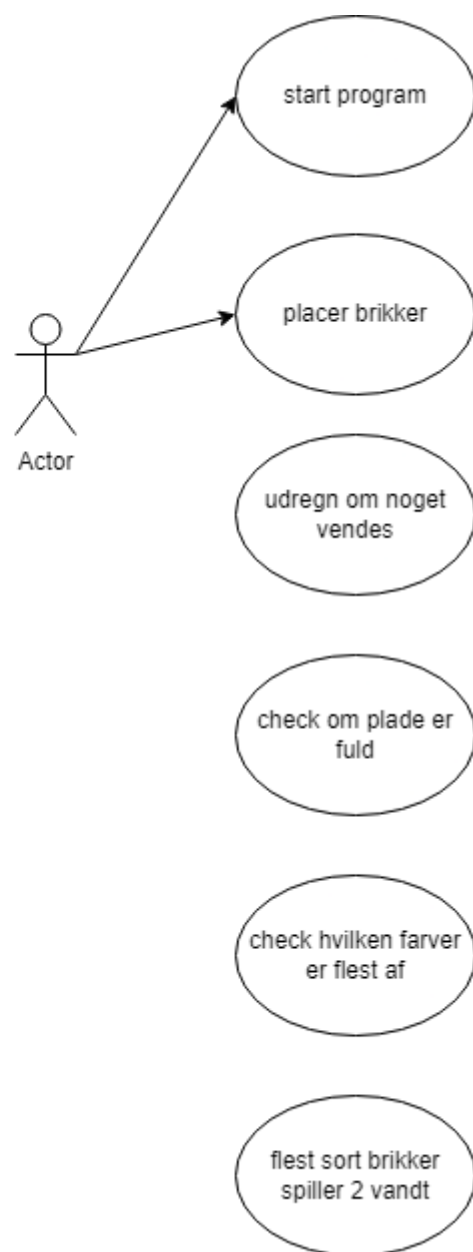 start program
placer brikker
Actor
udregn om noget
vendes
check om plade er
fuld
check hvilken farver
er flest af
flest sort brikker
spiller 2 vandt